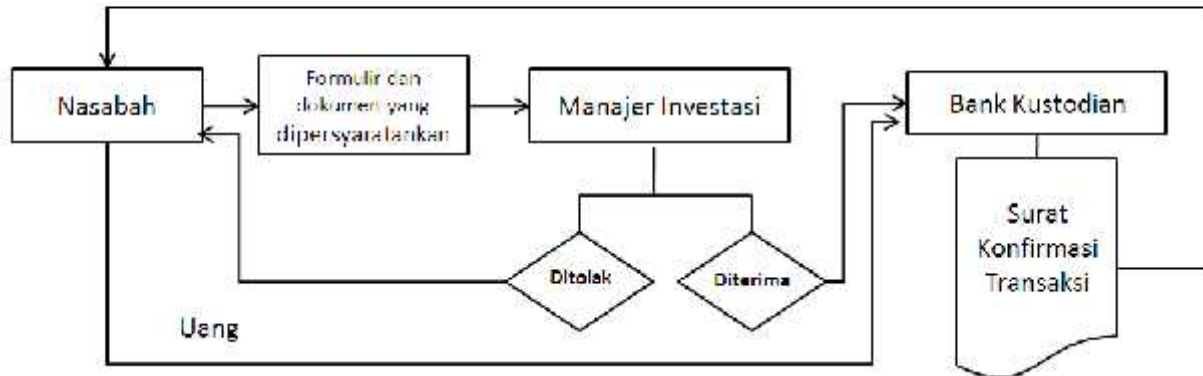 Nasabah
Formulir dan
dokumen yang
dipersyaratankan
Manajer Investasi
Bank Kustodian
Surat
Konfirmasi
Transaksi
Ditolak
Diterima
Uang